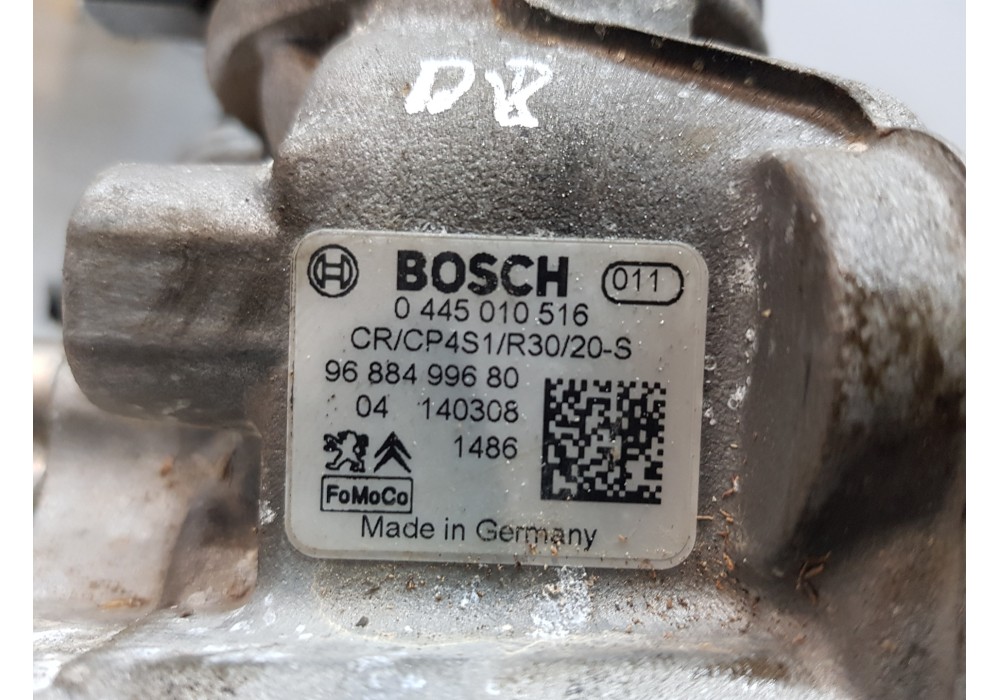 DB
BOSCH 011
0 445 010 516
CR/CP4S1/R30/20-S
96 884 996 80
04 140308
1486
FoMoCo
Made in Germany